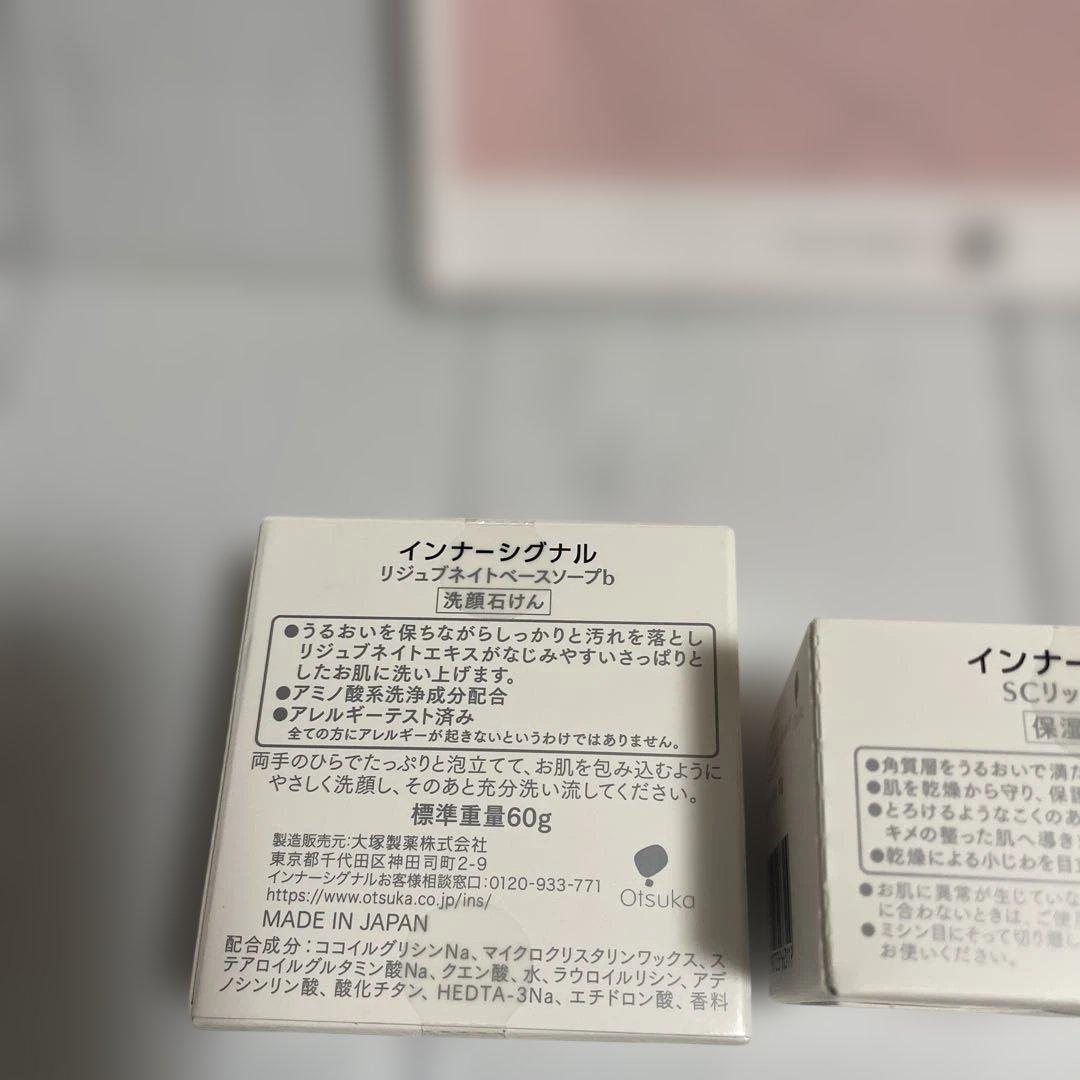 インナーシグナル
リジュブネイトベースソープb
洗顔石けん
●うるおいを保ちながらしっかりと汚れを落とし
リジュブネイトエキスがなじみやすいさっぱりと
したお肌に洗い上げます。
●アミノ酸系洗浄成分配合
●アレルギーテスト済み
全ての方にアレルギーが起きないというわけではありません。
両手のひらでたっぷりと泡立てて、お肌を包み込むように
やさしく洗顔し、そのあと充分洗い流してください。
標準重量60g
製造販売元:大塚製薬株式会社
東京都千代田区神田司町2-9
インナーシグナルお客様相談窓口:0120-933-771
https://www.otsuka.co.jp/ins/
Otsuka
MADE IN JAPAN
配合成分:ココイルグリシンNa、マイクロクリスタリンワックス、ス
テアロイルグルタミン酸Na、クエン酸、水、ラウロイルリシン、アデ
ノシンリン酸、酸化チタン、HEDTA-3Na、エチドロン酸、香料
インナー
SCリッ
保湿
●角質層をうるおいで満た
●肌を乾燥から守り、保護
●とろけるようなこくのあ
キメの整った肌へ導きま
●乾燥による小じわを目立
●お肌に異常が生じていな
に合わないときは、ご使用
●ミシン目にそって切り離し
お使いください。